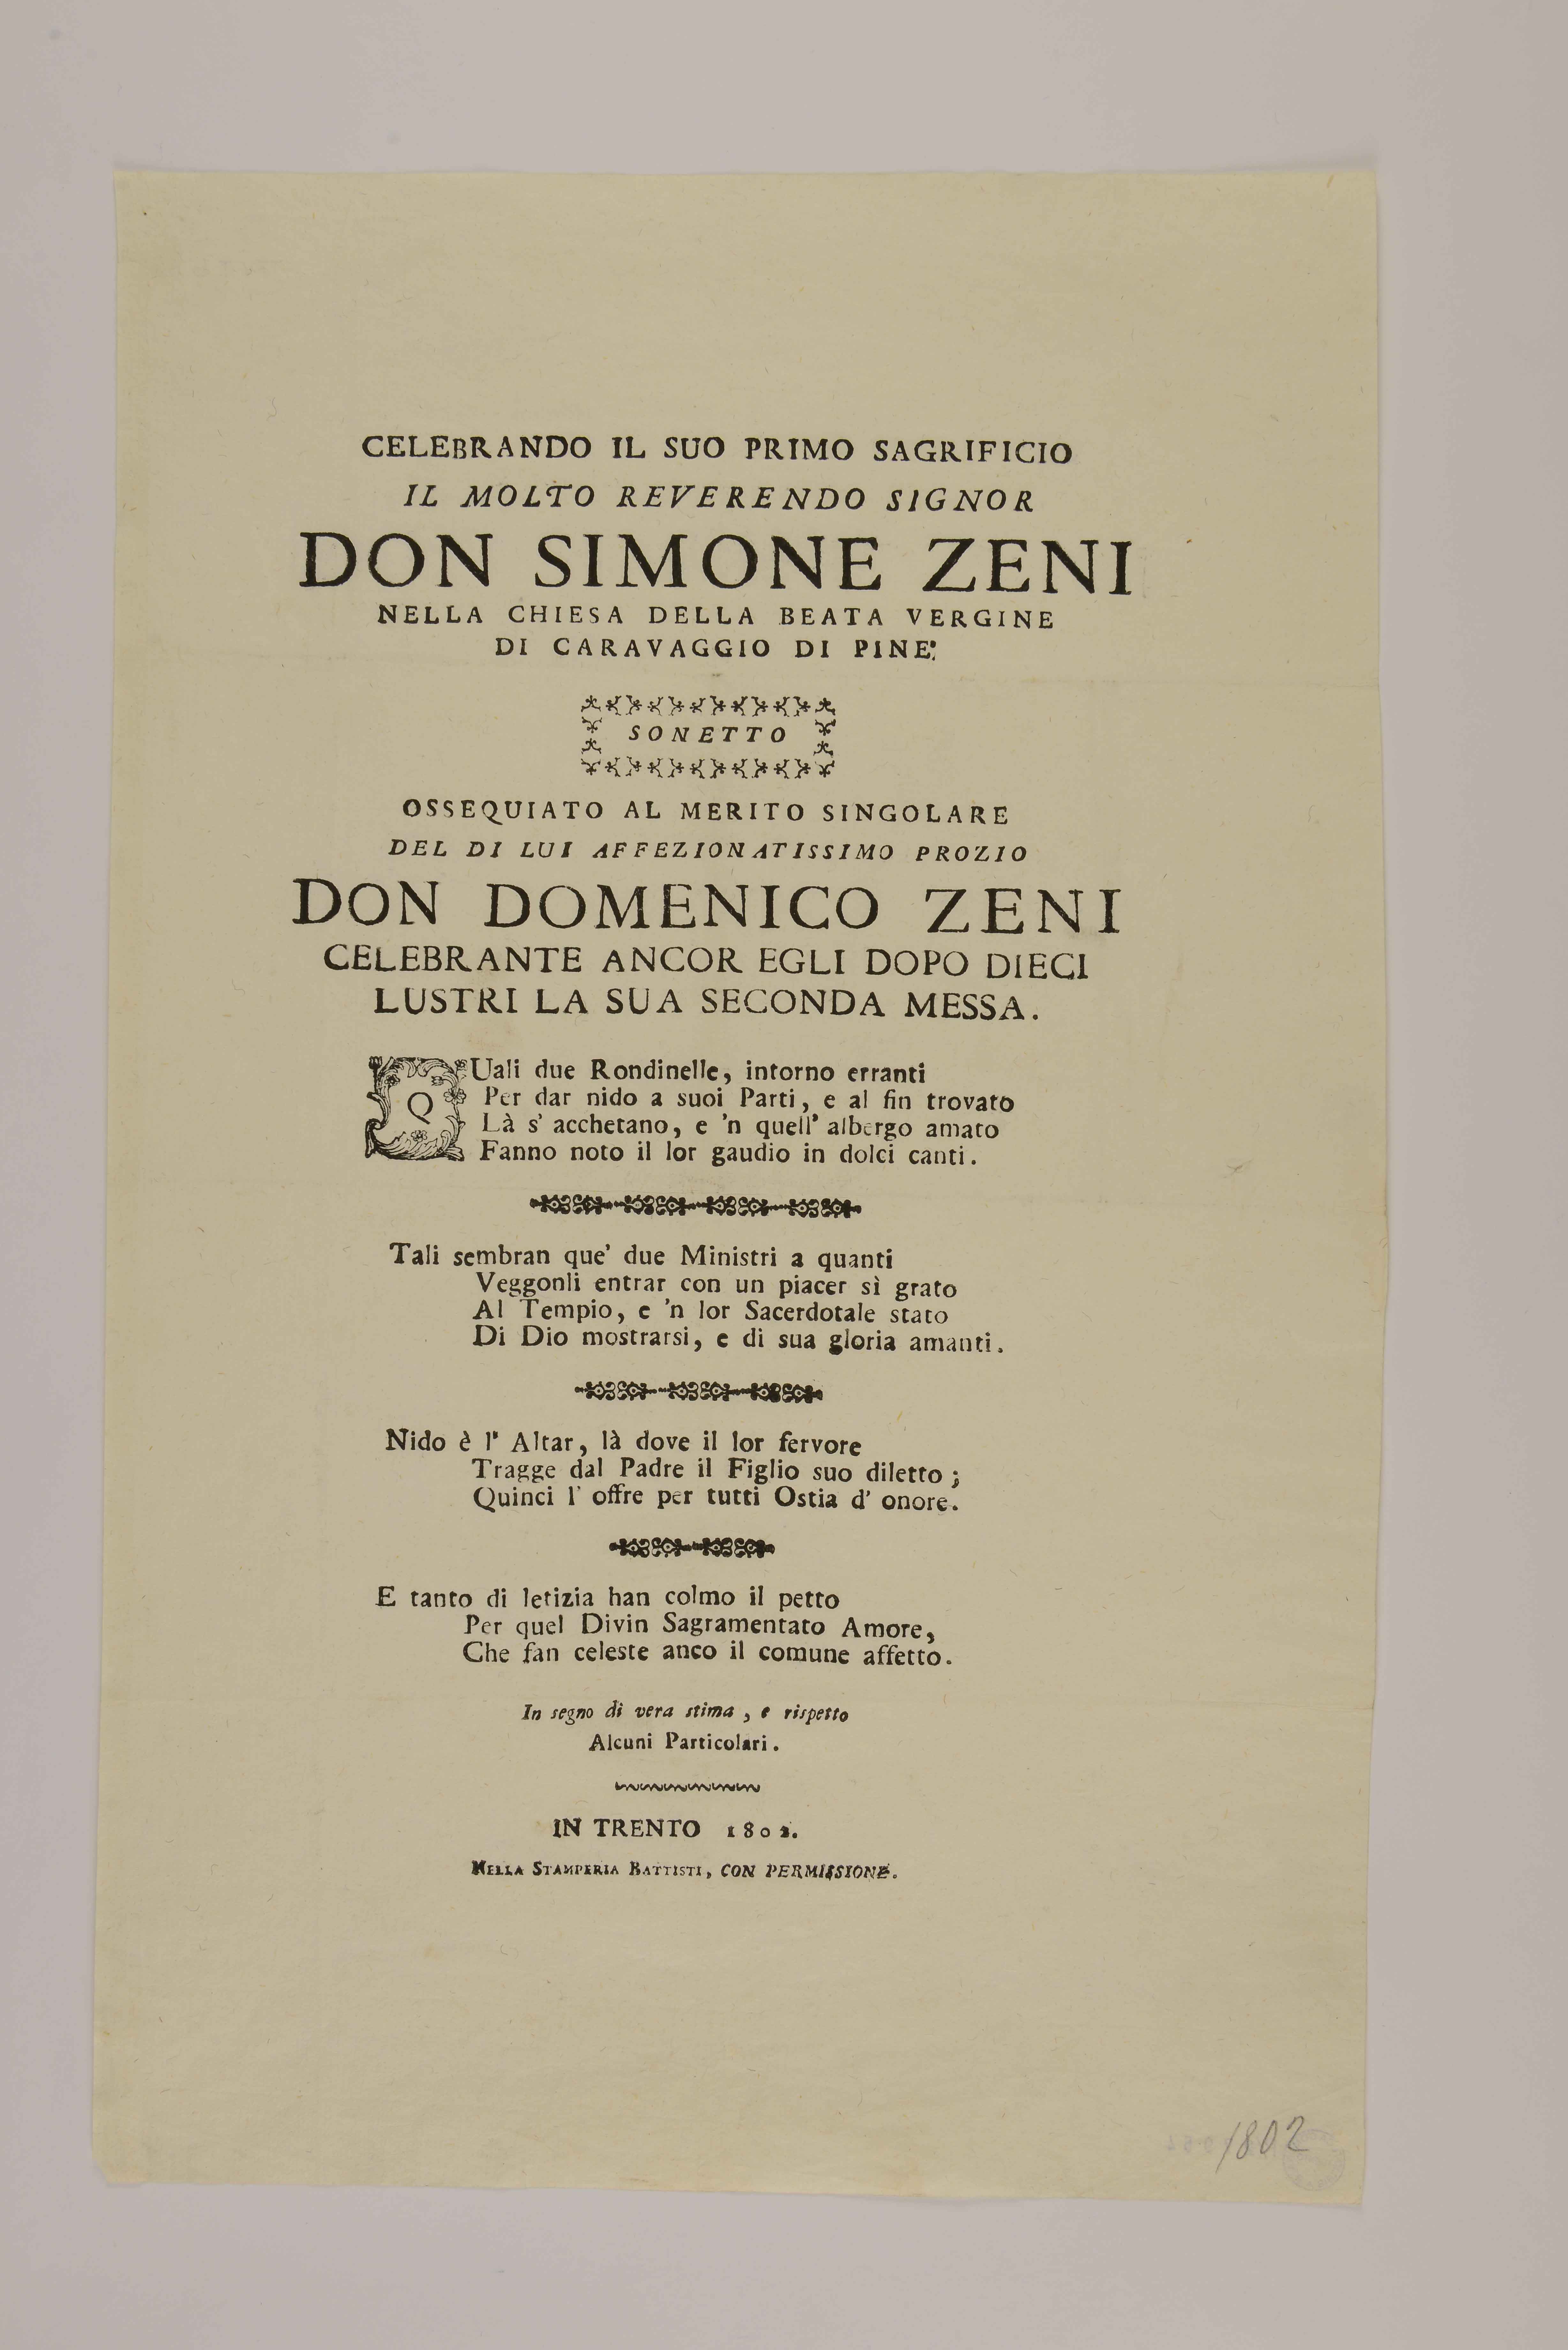 CELEBRANDO IL SUO PRIMO SAGRIFICIO
IL MOLTO REVERENDO SIGNOR
DON SIMONE ZENI
NELLA CHIESA DELLA BEATA VERGINE
DI CARAVAGGIO DI PINE'.
SONETTO
OSSEQUIATO AL MERITO SINGOLARE
DEL DI LUI AFFEZIONATISSIMO PROZIO
DON DOMENICO ZENI
CELEBRANTE ANCOR EGLI DOPO DIECI
LUSTRI LA SUA SECONDA MESSA.
QUali due Rondinelle, intorno erranti
Per dar nido a suoi Parti, e al fin trovato
Là s' acchetano, e 'n quell' albergo amato
Fanno noto il lor gaudio in dolci canti.
Tali sembran que' due Ministri a quanti
Veggonli entrar con un piacer sì grato
Al Tempio, e 'n lor Sacerdotale stato
Di Dio mostrarsi, e di sua gloria amanti.
Nido è l' Altar, là dove il lor fervore
Tragge dal Padre il Figlio suo diletto;
Quinci l' offre per tutti Ostia d' onore.
E tanto di letizia han colmo il petto
Per quel Divin Sagramentato Amore,
Che fan celeste anco il comune affetto.
In segno di vera stima, e rispetto
Alcuni Particolari.
IN TRENTO 1802.
NELLA STAMPERIA BATTISTI, CON PERMISSIONE.
1802